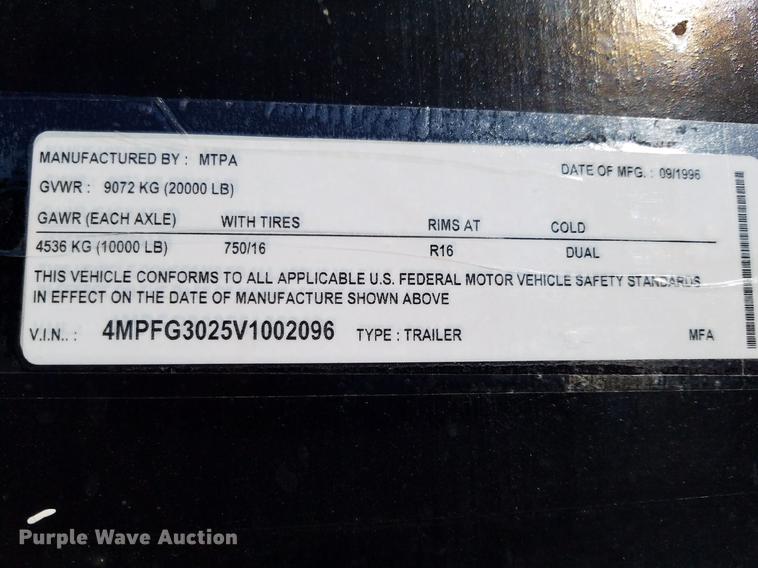 MANUFACTURED BY : MTPA DATE OF MFG. : 09/1996
GVWR : 9072 KG (20000 LB)
GAWR (EACH AXLE) WITH TIRES RIMS AT COLD
4536 KG (10000 LB) 750/16 R16 DUAL
THIS VEHICLE CONFORMS TO ALL APPLICABLE U.S. FEDERAL MOTOR VEHICLE SAFETY STANDARDS
IN EFFECT ON THE DATE OF MANUFACTURE SHOWN ABOVE
V.I.N.. : 4MPFG3025V1002096 TYPE : TRAILER MFA
Purple Wave Auction